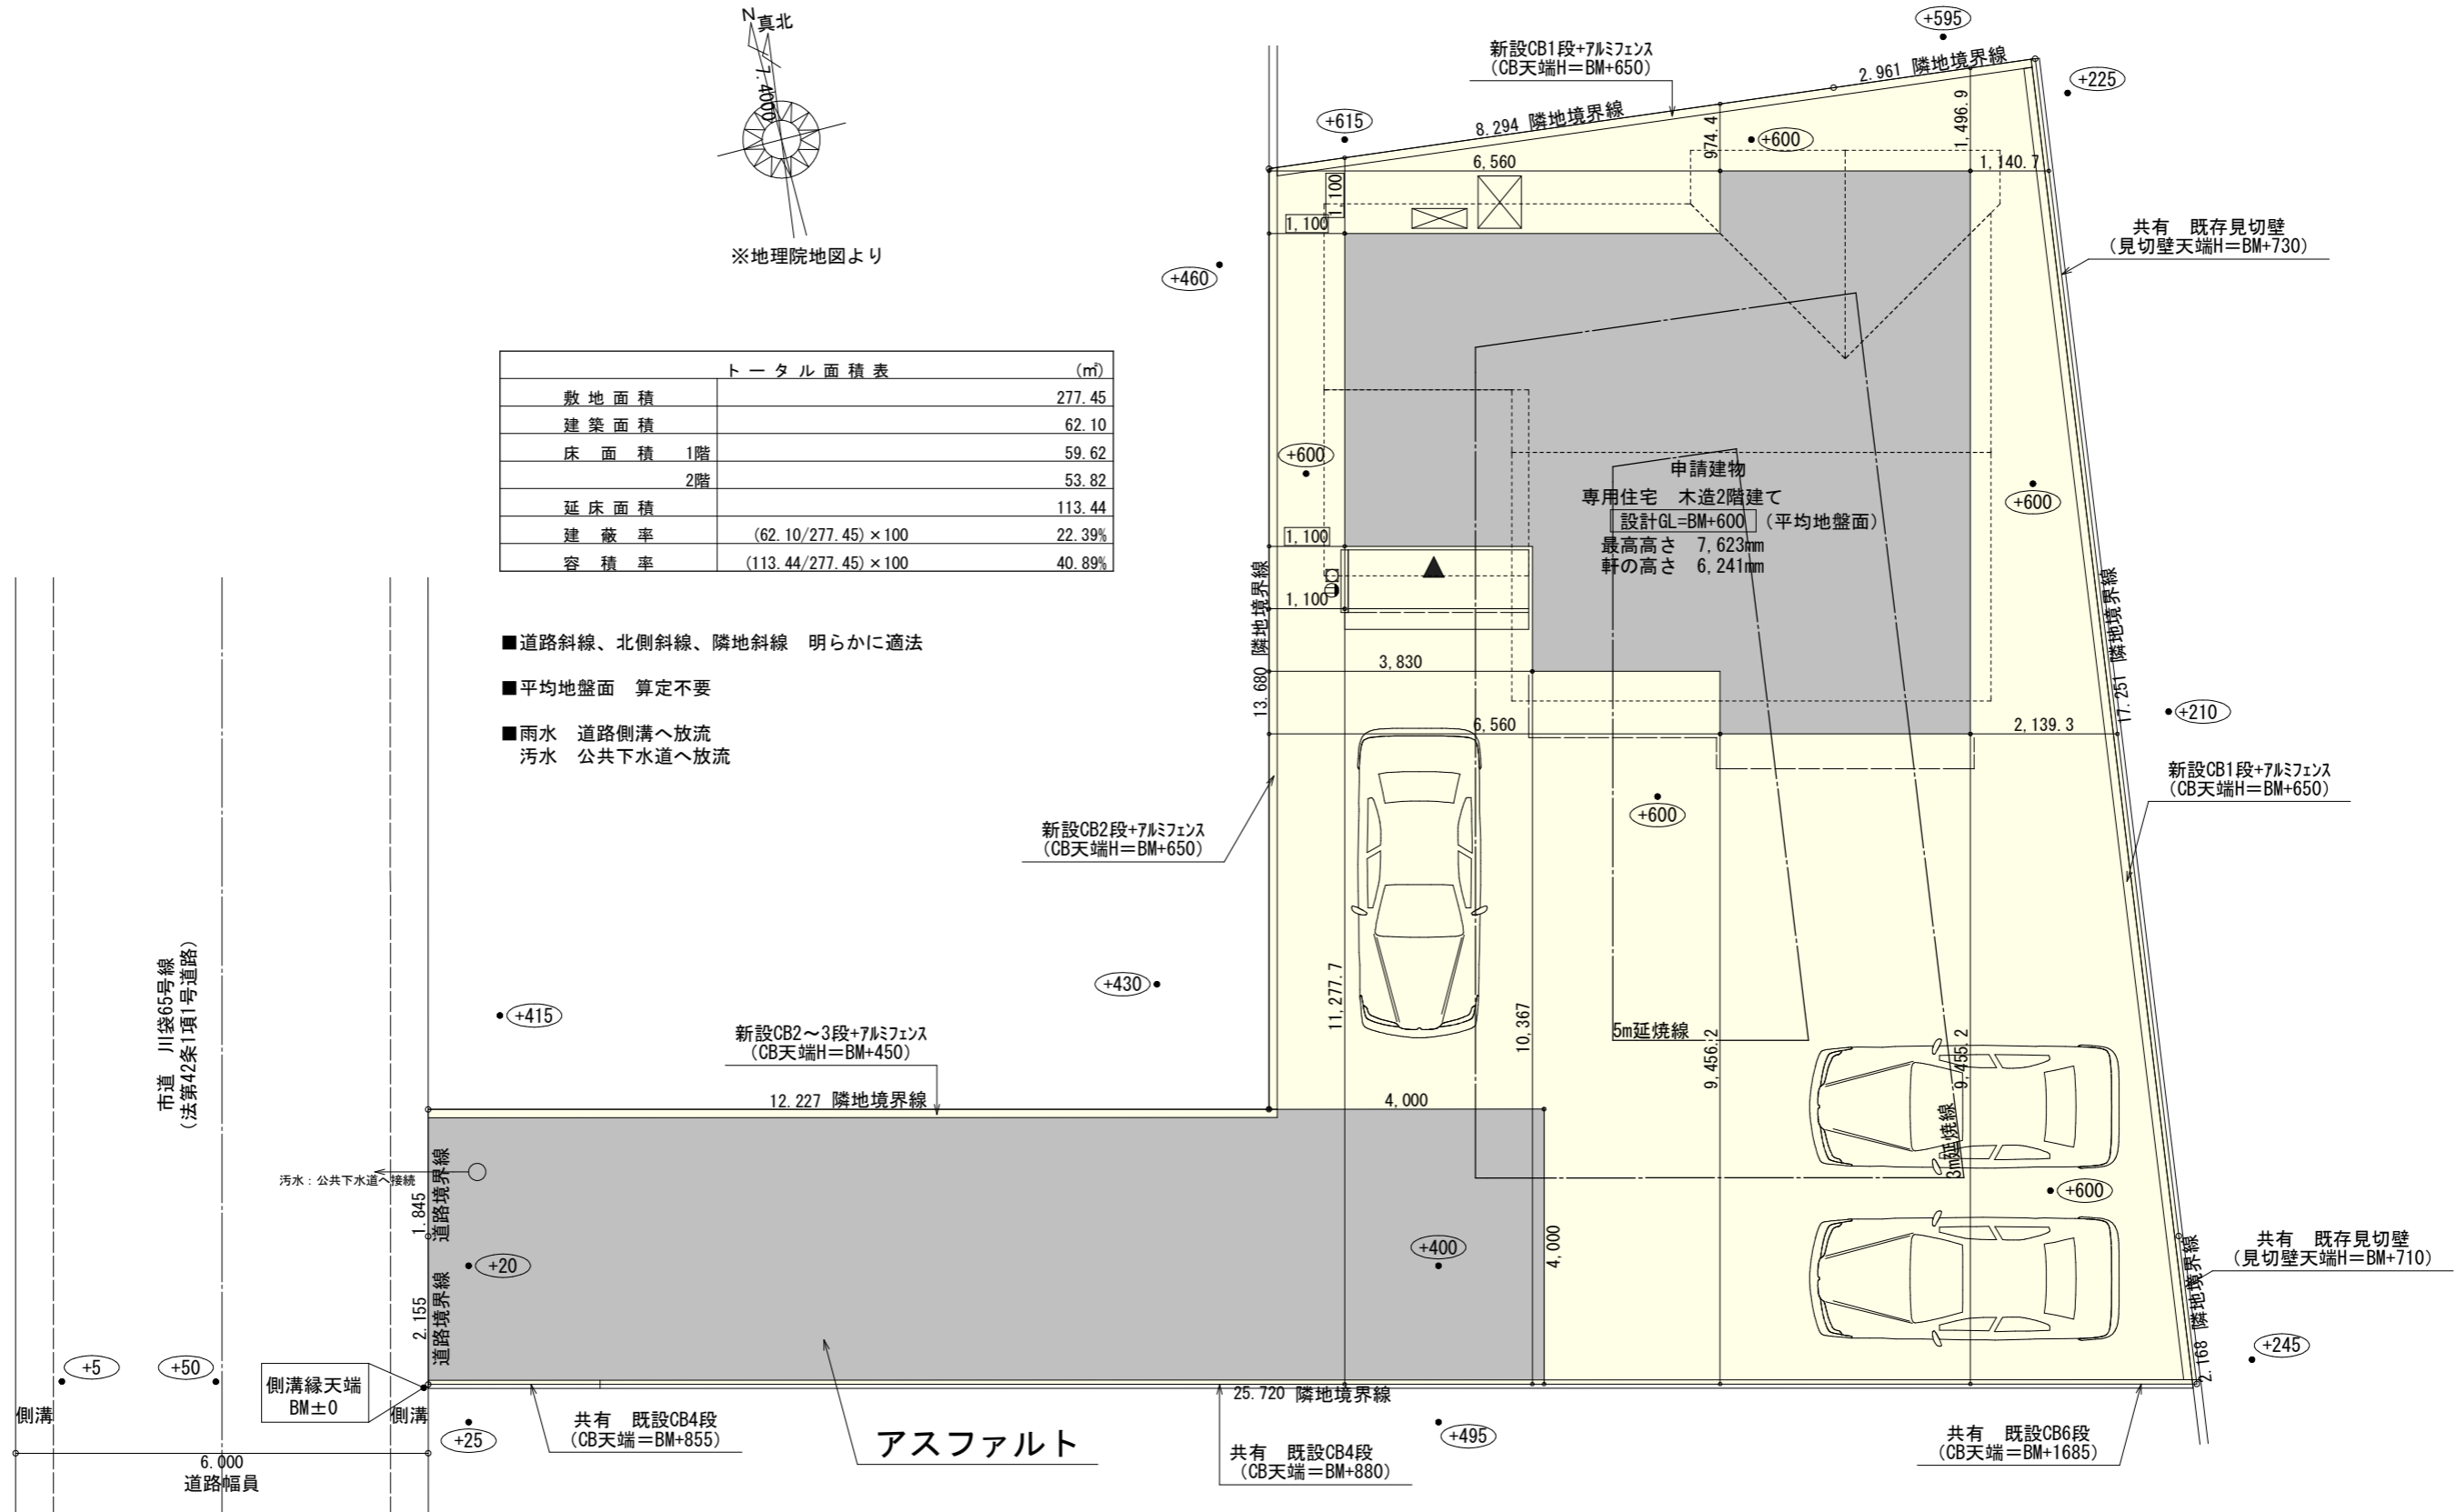 N
真北
7.4000
※地理院地図より
トータル面積表 (㎡)
敷地面積 277.45
建築面積 62.10
床面積 1階 59.62
2階 53.82
延床面積 113.44
建蔽率 (62.10/277.45)×100 22.39%
容積率 (113.44/277.45)×100 40.89%
■道路斜線、北側斜線、隣地斜線 明らかに適法
■平均地盤面 算定不要
■雨水 道路側溝へ放流
汚水 公共下水道へ放流
新設CB1段+アルミフェンス
(CB天端H=BM+650)
+595
+225
2.961 隣地境界線
8.294 隣地境界線
+615
974.4
+600
1,496.9
6,560
1,140.7
1,100
1,100
+460
共有 既存見切壁
(見切壁天端H=BM+730)
+600
申請建物
専用住宅 木造2階建て
設計GL=BM+600 (平均地盤面)
最高高さ 7,623mm
軒の高さ 6,241mm
+600
1,100
1,100
13.680 隣地境界線
3,830
17.251 隣地境界線
6,560
2,139.3
+210
新設CB1段+アルミフェンス
(CB天端H=BM+650)
新設CB2段+アルミフェンス
(CB天端H=BM+650)
+600
+430
+415
市道 川袋65号線
(法第42条1項1号道路)
新設CB2~3段+アルミフェンス
(CB天端H=BM+450)
11,277.7
10,367
9,456.2
9,455.2
5m延焼線
3m延焼線
12.227 隣地境界線
4,000
4,000
汚水:公共下水道へ接続
1.845
道路境界線
2.155
道路境界線
+20
+400
+600
共有 既存見切壁
(見切壁天端H=BM+710)
2.168 隣地境界線
+245
+5
+50
側溝縁天端
BM±0
側溝
側溝
+25
6.000
道路幅員
共有 既設CB4段
(CB天端=BM+855)
アスファルト
25.720 隣地境界線
共有 既設CB4段
(CB天端=BM+880)
+495
共有 既設CB6段
(CB天端=BM+1685)